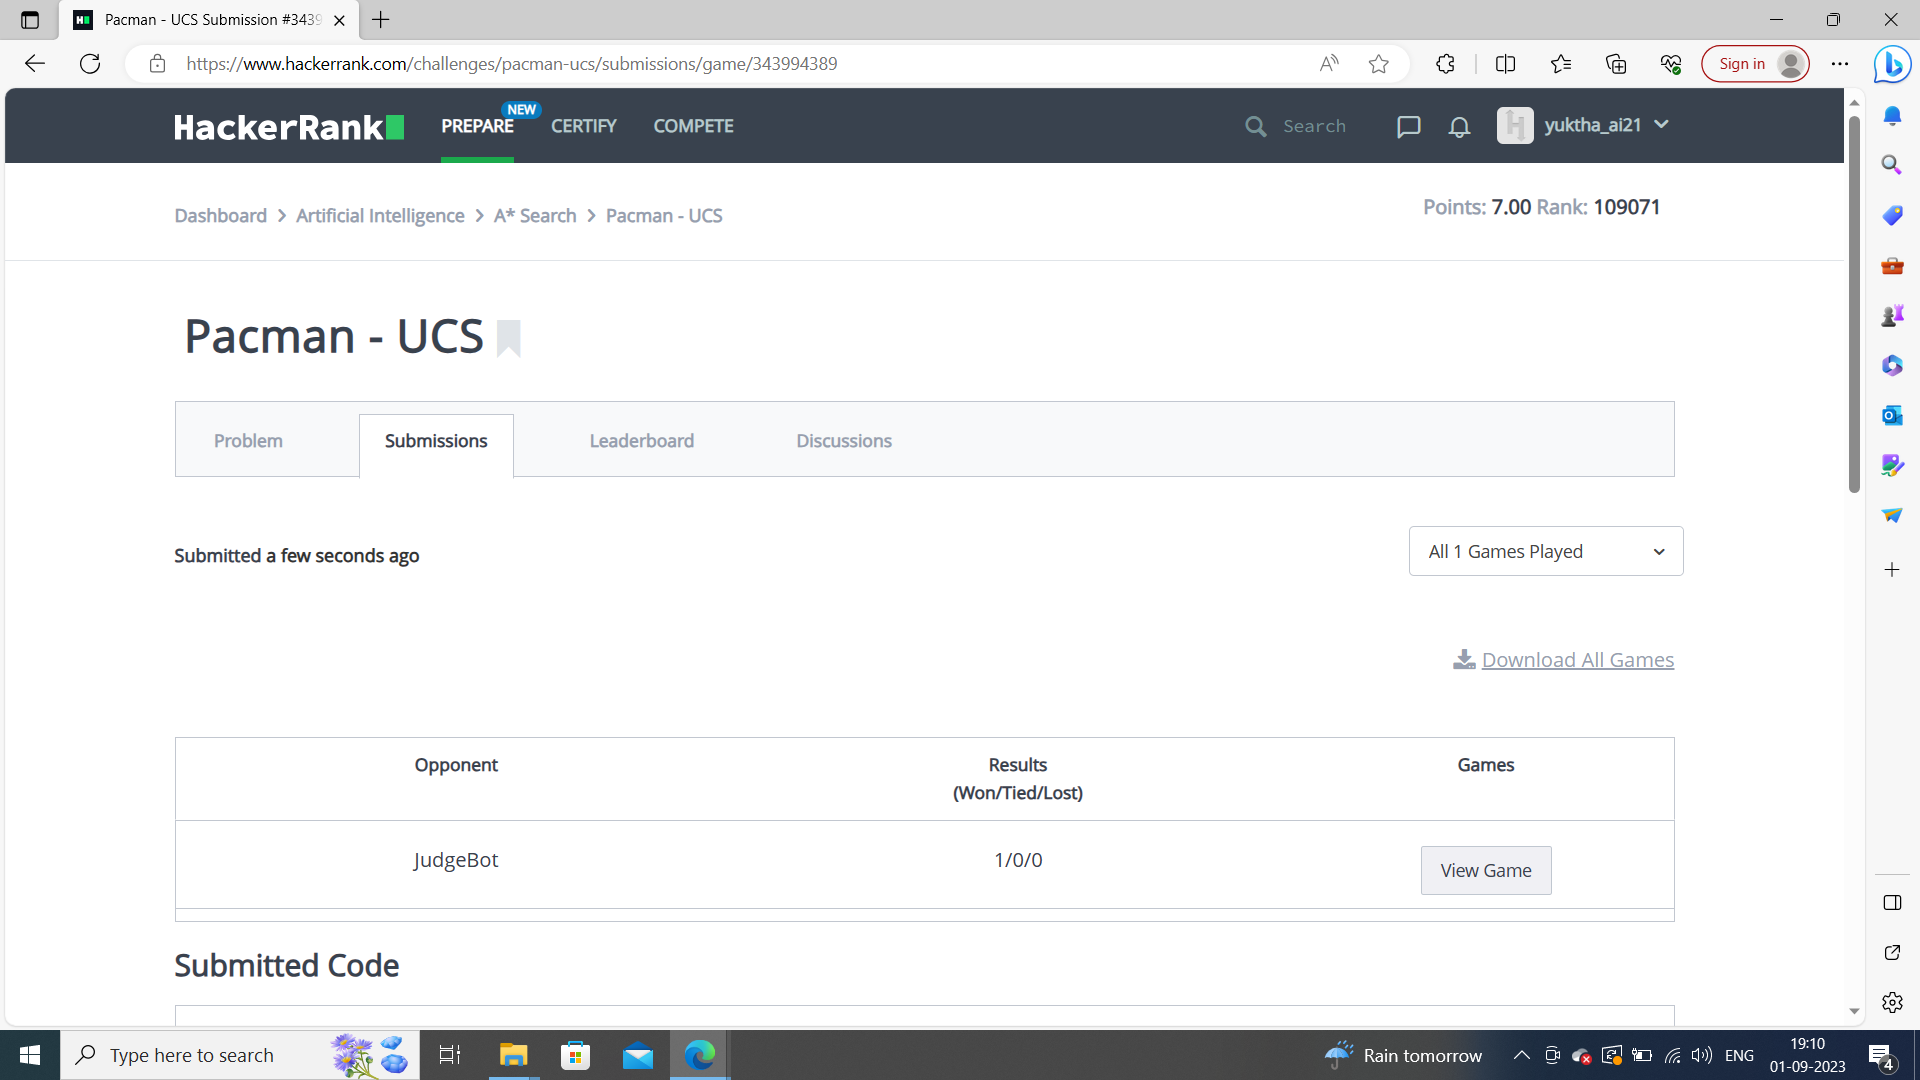 Pacman - UCS Submission #3439
https://www.hackerrank.com/challenges/pacman-ucs/submissions/game/343994389
Sign in
HackerRank
PREPARE
NEW
CERTIFY
COMPETE
Search
yuktha_ai21
Dashboard > Artificial Intelligence > A* Search > Pacman - UCS
Points: 7.00 Rank: 109071
Pacman - UCS
Problem
Submissions
Leaderboard
Discussions
Submitted a few seconds ago
All 1 Games Played
Download All Games
Opponent
Results
(Won/Tied/Lost)
Games
JudgeBot
1/0/0
View Game
Submitted Code
Type here to search
Rain tomorrow
ENG
19:10
01-09-2023
4